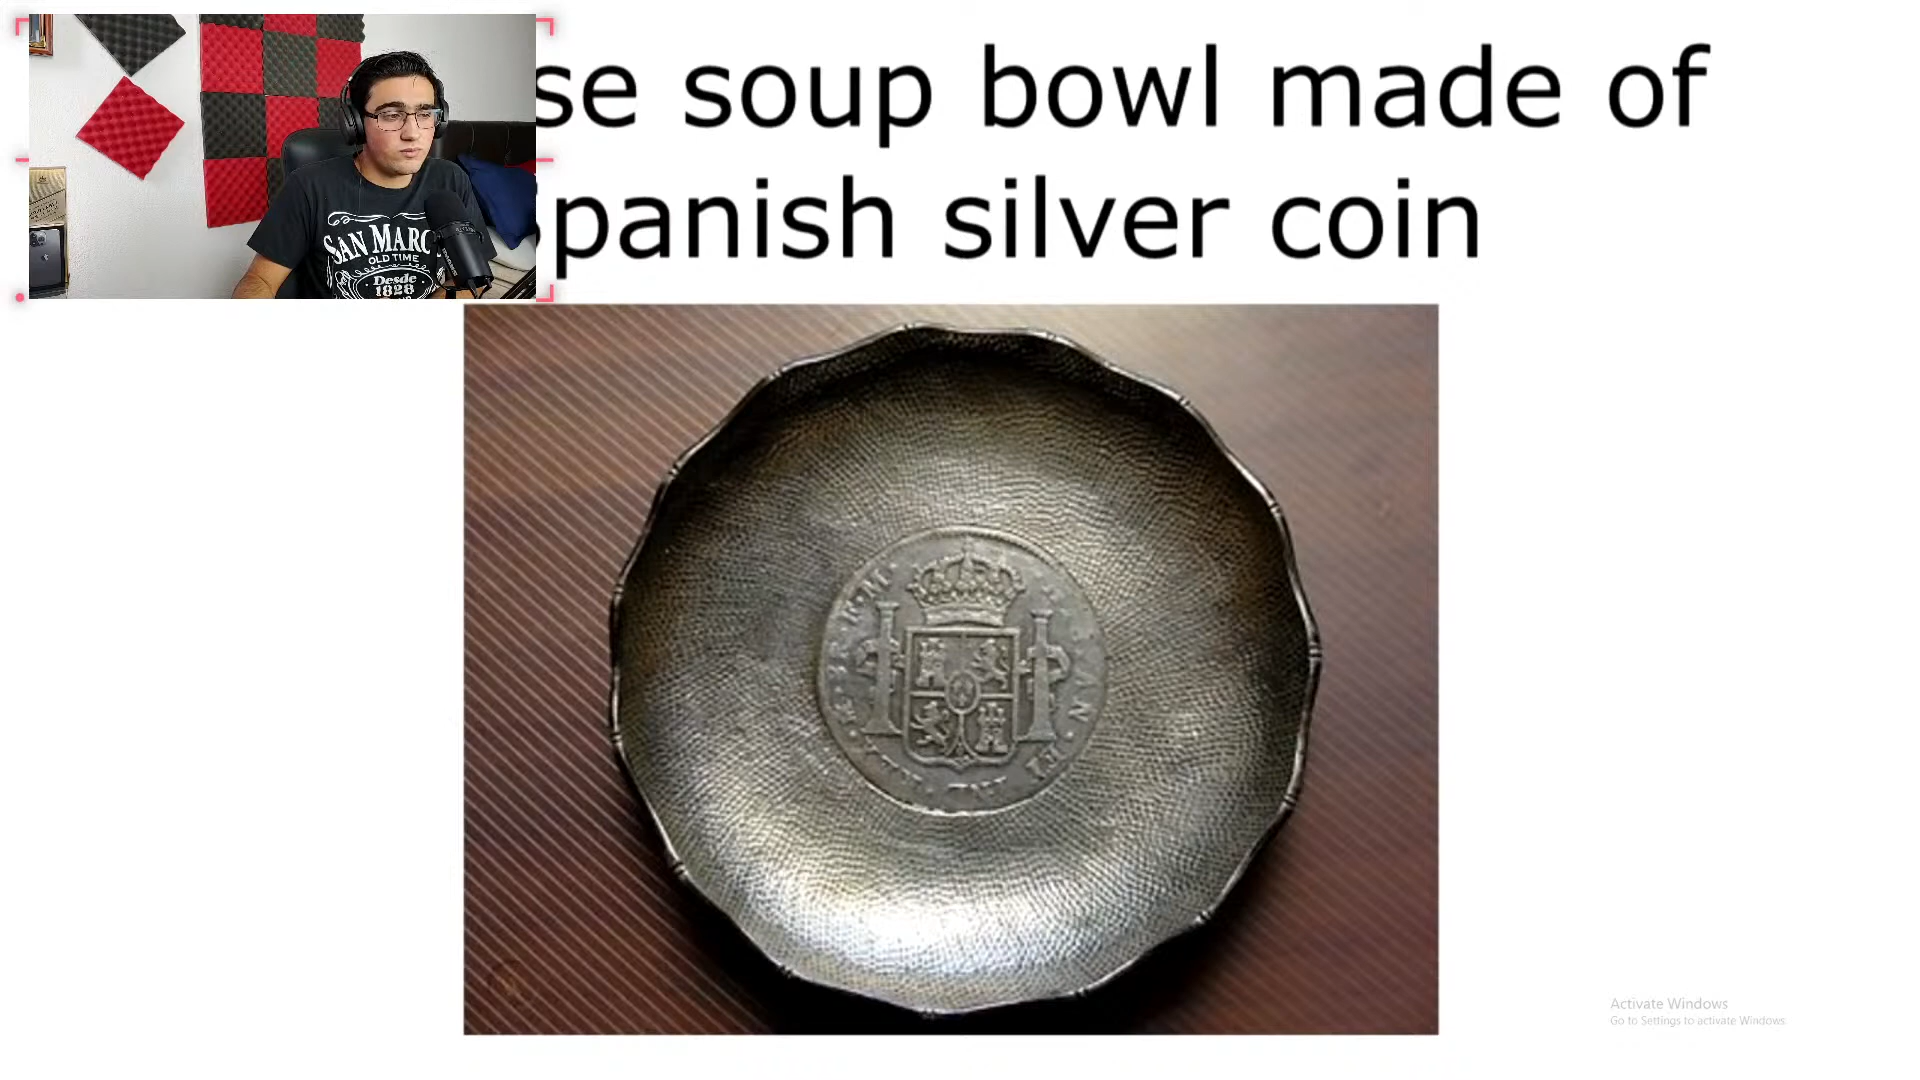 se soup bowl made of
panish silver coin
SAN MARC
OLD TIME
Desde
1828
Activate Windows
Go to Settings to activate Windows.